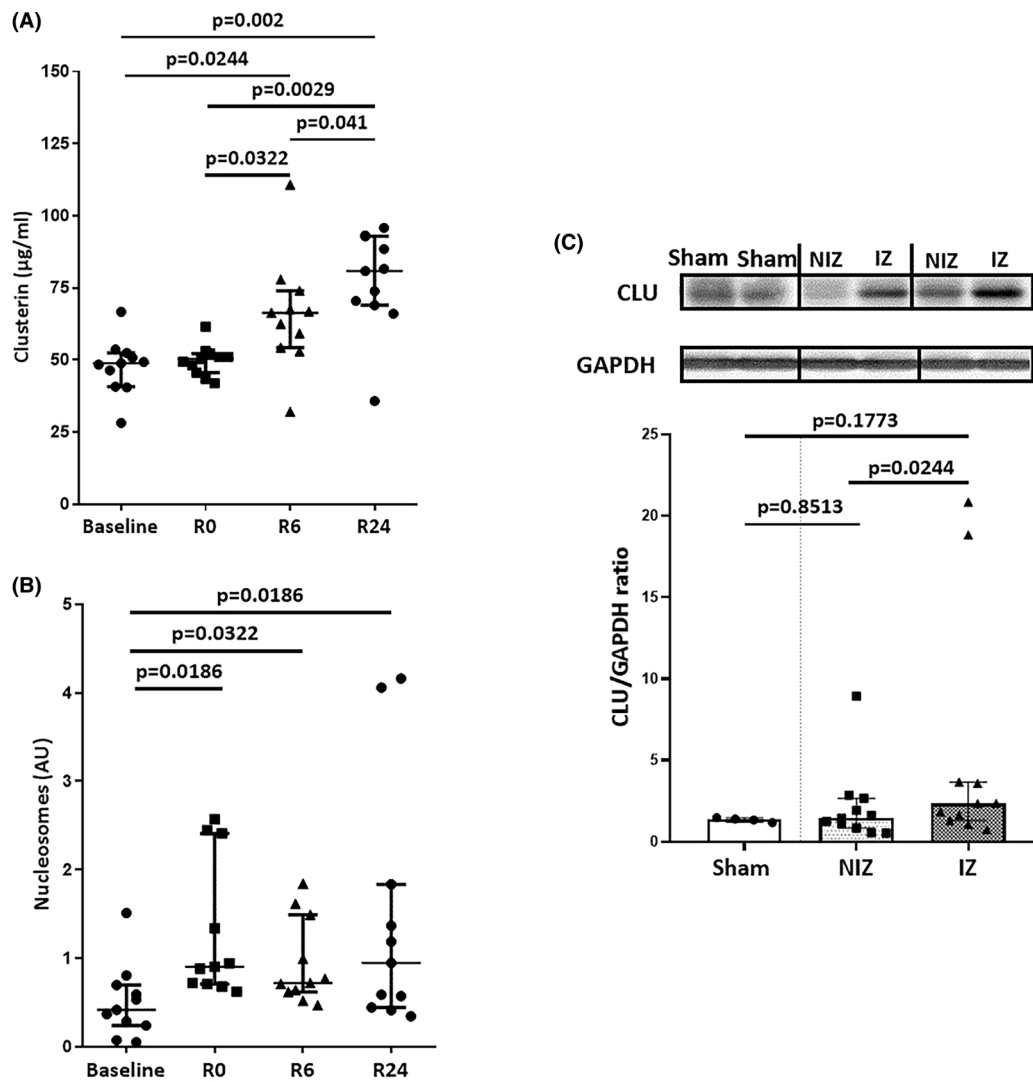 (A)
p=0.002
p=0.0244
p=0.0029
p=0.041
p=0.0322
150
125
100
75
50
25
0
Clusterin (µg/ml)
Baseline R0 R6 R24
(B)
p=0.0186
p=0.0322
p=0.0186
5
4
3
2
1
0
Nucleosomes (AU)
Baseline R0 R6 R24
(C)
Sham Sham NIZ IZ NIZ IZ
CLU
GAPDH
p=0.1773
p=0.0244
p=0.8513
25
20
15
10
5
0
CLU/GAPDH ratio
Sham NIZ IZ